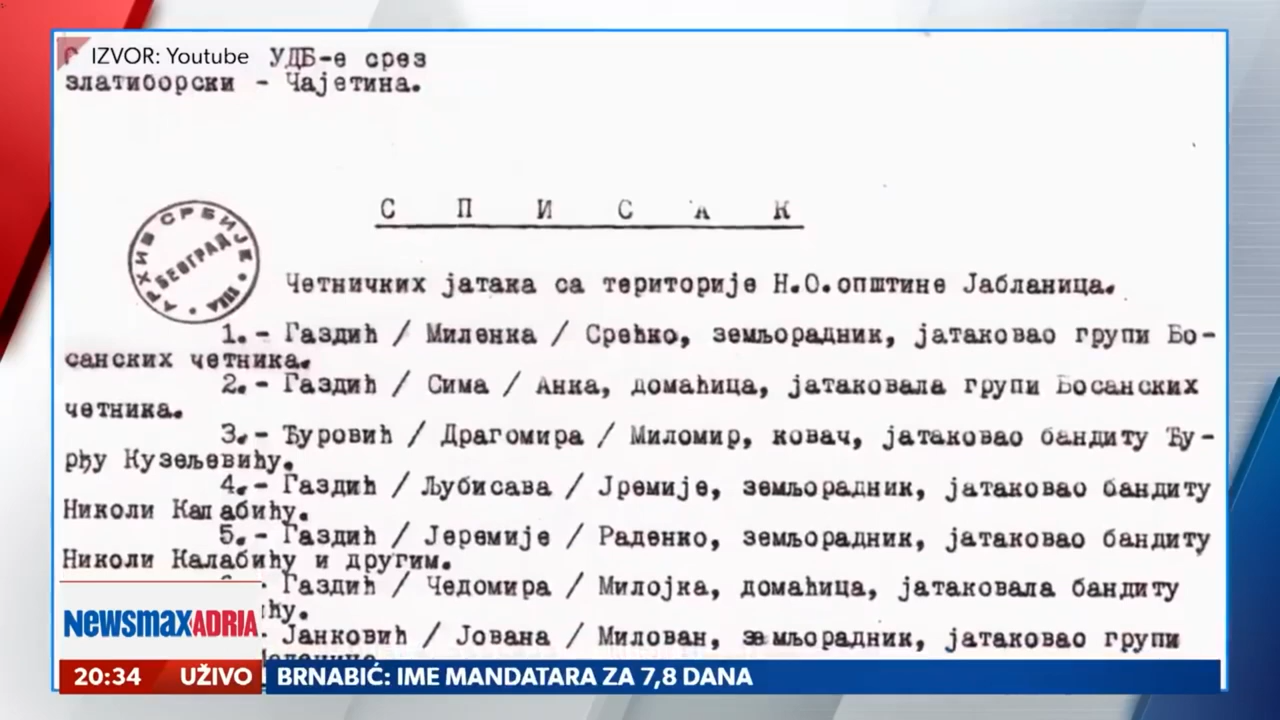 IZVOR: Youtube
УДБ-е срез
златиборски - Чајетина.
С П И С А К
АРХИВ СРБИЈЕ
БЕОГРАД
Четничких јатака са територије Н.О.општине Јабланица.
1.- Газдић / Миленка / Срећко, земљорадник, јатаковао групи Бо-
санских четника.
2.- Газдић / Сима / Анка, домаћица, јатаковала групи Босанских
четника.
3.- Ђуровић / Драгомира / Миломир, ковач, јатаковао бандиту Ђу-
рђу Кузељевићу.
4.- Газдић / Љубисава / Јремије, земљорадник, јатаковао бандиту
Николи Калабићу.
5.- Газдић / Јеремије / Раденко, земљорадник, јатаковао бандиту
Николи Калабићу и другим.
Газдић / Чедомира / Милојка, домаћица, јатаковала бандиту
ћу.
Јанковић / Јована / Милован, земљорадник, јатаковао групи
NEWSMAX ADRIA
20:34 UŽIVO BRNABIĆ: IME MANDATARA ZA 7,8 DANA